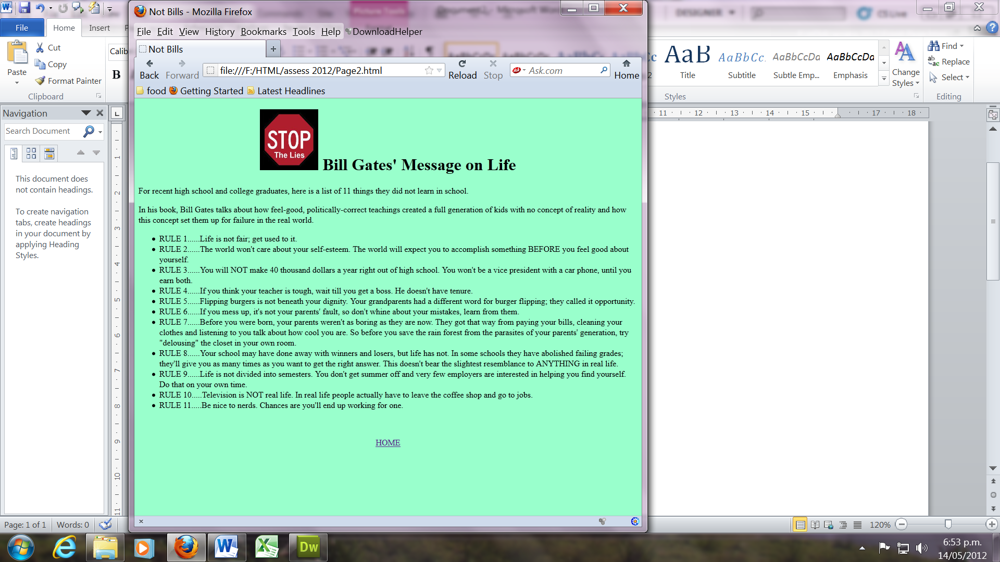 Not Bills - Mozilla Firefox
DESIGNER
CS Live
File Home Insert
File Edit View History Bookmarks Tools Help DownloadHelper
Not Bills
Cut
Copy
Format Painter
Paste
Clipboard
Calib
B
Back Forward file:///F:/HTML/assess 2012/Page2.html Reload Stop Ask.com Home
food Getting Started Latest Headlines
AaB AaBbCc. AaBbCcDa AaBbCcDa
Title Subtitle Subtle Emp... Emphasis
Change Styles
Styles
Find
Replace
Select
Editing
Navigation
Search Document
This document does
not contain headings.
To create navigation
tabs, create headings
in your document by
applying Heading
Styles.
11 12 13 14 15 17 18
1
2
3
4
5
6
7
8
9
10
11
STOP
The Lies
Bill Gates' Message on Life
For recent high school and college graduates, here is a list of 11 things they did not learn in school.
In his book, Bill Gates talks about how feel-good, politically-correct teachings created a full generation of kids with no concept of reality and how
this concept set them up for failure in the real world.
• RULE 1......Life is not fair; get used to it.
• RULE 2......The world won't care about your self-esteem. The world will expect you to accomplish something BEFORE you feel good about
yourself.
• RULE 3......You will NOT make 40 thousand dollars a year right out of high school. You won't be a vice president with a car phone, until you
earn both.
• RULE 4......If you think your teacher is tough, wait till you get a boss. He doesn't have tenure.
• RULE 5......Flipping burgers is not beneath your dignity. Your grandparents had a different word for burger flipping; they called it opportunity.
• RULE 6......If you mess up, it's not your parents' fault, so don't whine about your mistakes, learn from them.
• RULE 7......Before you were born, your parents weren't as boring as they are now. They got that way from paying your bills, cleaning your
clothes and listening to you talk about how cool you are. So before you save the rain forest from the parasites of your parents' generation, try
"delousing" the closet in your own room.
• RULE 8......Your school may have done away with winners and losers, but life has not. In some schools they have abolished failing grades;
they'll give you as many times as you want to get the right answer. This doesn't bear the slightest resemblance to ANYTHING in real life.
• RULE 9......Life is not divided into semesters. You don't get summer off and very few employers are interested in helping you find yourself.
Do that on your own time.
• RULE 10.....Television is NOT real life. In real life people actually have to leave the coffee shop and go to jobs.
• RULE 11.....Be nice to nerds. Chances are you'll end up working for one.
HOME
Page: 1 of 1 Words: 0
120%
Dw
6:53 p.m.
14/05/2012